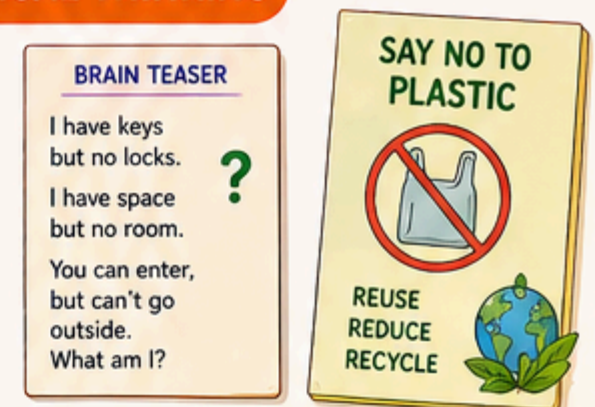 BRAIN TEASER
I have keys
but no locks.
?
I have space
but no room.
You can enter,
but can't go
outside.
What am I?
SAY NO TO
PLASTIC
REUSE
REDUCE
RECYCLE